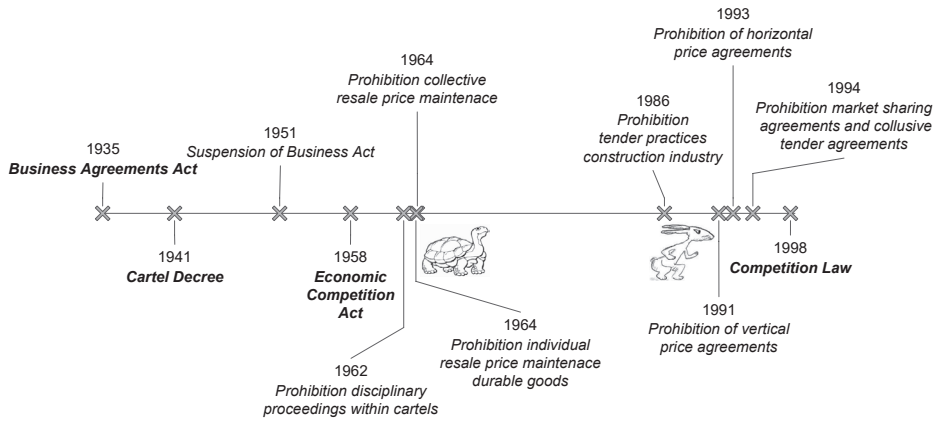 1935
Business Agreements Act
1941
Cartel Decree
1951
Suspension of Business Act
1958
Economic
Competition
Act
1962
Prohibition disciplinary
proceedings within cartels
1964
Prohibition collective
resale price maintenace
1964
Prohibition individual
resale price maintenace
durable goods
1986
Prohibition
tender practices
construction industry
1991
Prohibition of vertical
price agreements
1993
Prohibition of horizontal
price agreements
1994
Prohibition market sharing
agreements and collusive
tender agreements
1998
Competition Law